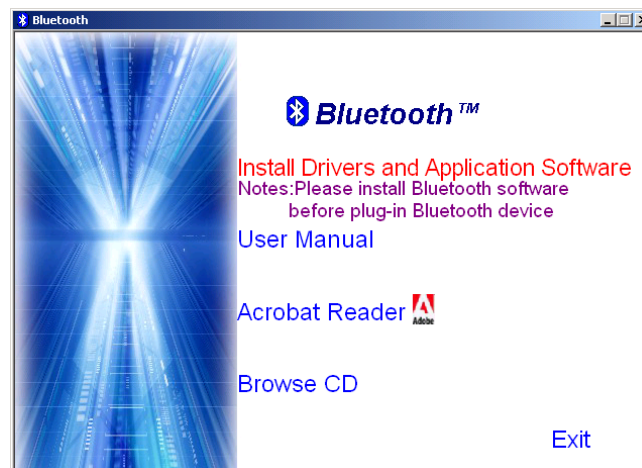 Bluetooth
Bluetooth™
Install Drivers and Application Software
Notes:Please install Bluetooth software
before plug-in Bluetooth device
User Manual
Acrobat Reader
Adobe
Browse CD
Exit